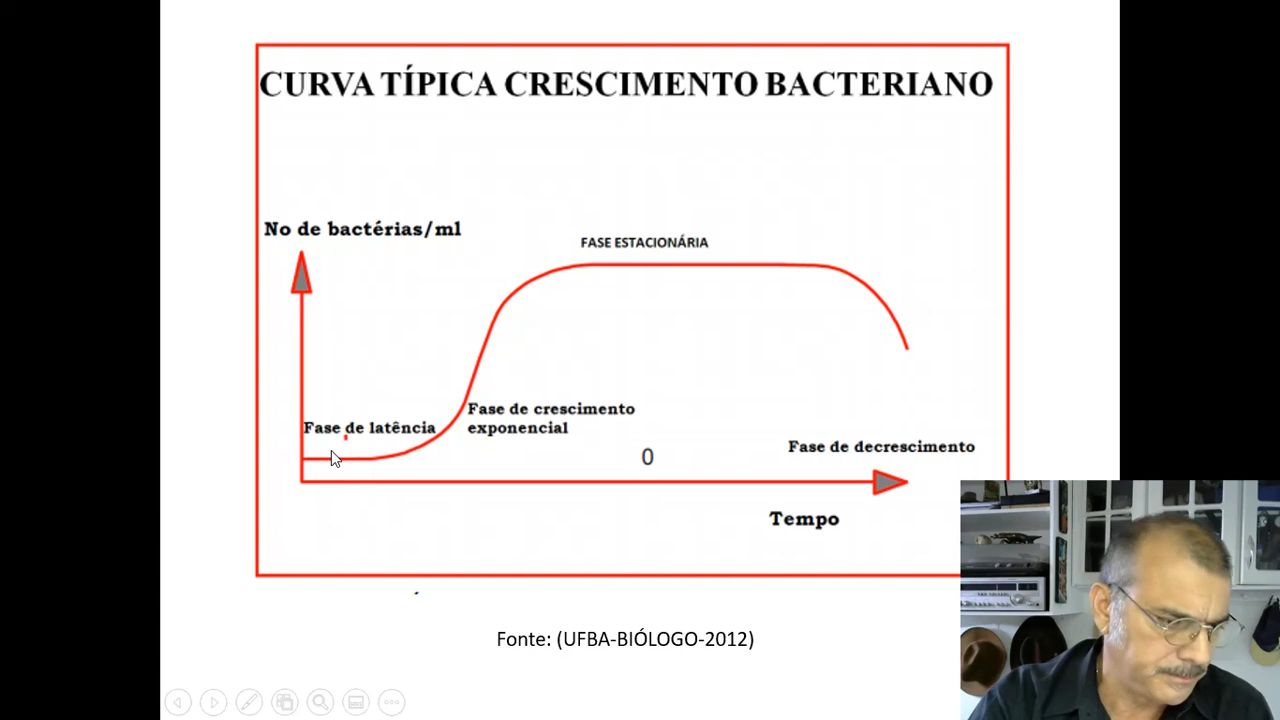 CURVA TÍPICA CRESCIMENTO BACTERIANO
No de bactérias/ml
FASE ESTACIONÁRIA
Fase de latência
Fase de crescimento
exponencial
0
Fase de decrescimento
Tempo
Fonte: (UFBA-BIÓLOGO-2012)